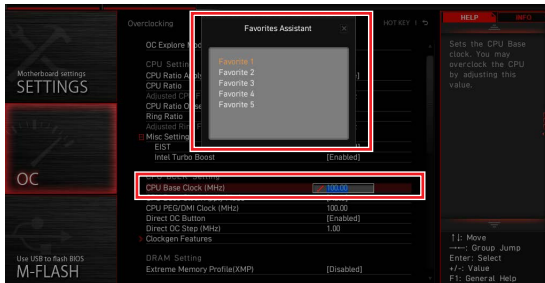 Overclocking
HOT KEY
HELP
INFO
Favorites Assistant
OC Explore Mod
Favorite 1
Favorite 2
Favorite 3
Favorite 4
Favorite 5
Motherboard settings
SETTINGS
OC
Use USB to flash BIOS
M-FLASH
CPU Settin
CPU Ratio Apply
CPU Ratio
Adjusted CPU F
CPU Ratio Offse
Ring Ratio
Adjusted Ring F
Misc Setting
EIST
Intel Turbo Boost [Enabled]
CPU BCLK Setting
CPU Base Clock (MHz) 100.00
CPU PEG/DMI Clock (MHz) 100.00
Direct OC Button [Enabled]
Direct OC Step (MHz) 1.00
Clockgen Features
DRAM Setting
Extreme Memory Profile(XMP) [Disabled]
Sets the CPU Base
clock. You may
overclock the CPU
by adjusting this
value.
↑↓: Move
→←: Group Jump
Enter: Select
+/-: Value
F1: General Help